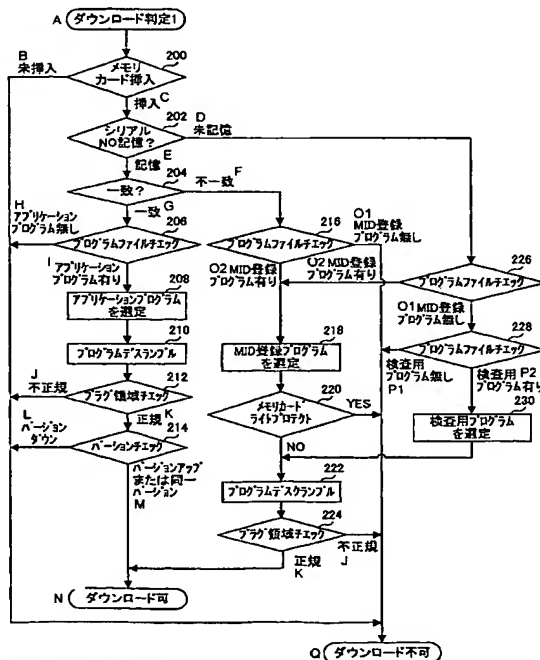 A ダウンロード判定1
B
未挿入
200
メモリ
カード挿入
挿入 C
202
シリアル
NO記憶?
D
未記憶
E
記憶
204
一致?
F
不一致
G
一致
H
アプリケーション
プログラム無し
206
プログラムファイルチェック
I アプリケーション
プログラム有り
208
アプリケーションプログラム
を選定
210
プログラムデスランブル
J
不正規
212
プラグ領域チェック
正規 K
L
バージョン
ダウン
214
バージョンチェック
バージョンアップ
または同一
バージョン
M
216
プログラムファイルチェック
O1
MID登録
プログラム無し
O2 MID登録
プログラム有り
O2 MID登録
プログラム有り
226
プログラムファイルチェック
O1 MID登録
プログラム無し
228
プログラムファイルチェック
検査用
プログラム無し
P1
検査用 P2
プログラム有り
230
検査用プログラム
を選定
218
MID登録プログラム
を選定
220
メモリカード
ライトプロテクト
YES
NO
222
プログラムデスクランブル
224
プラグ領域チェック
正規
K
不正規
J
N ダウンロード可
Q ダウンロード不可